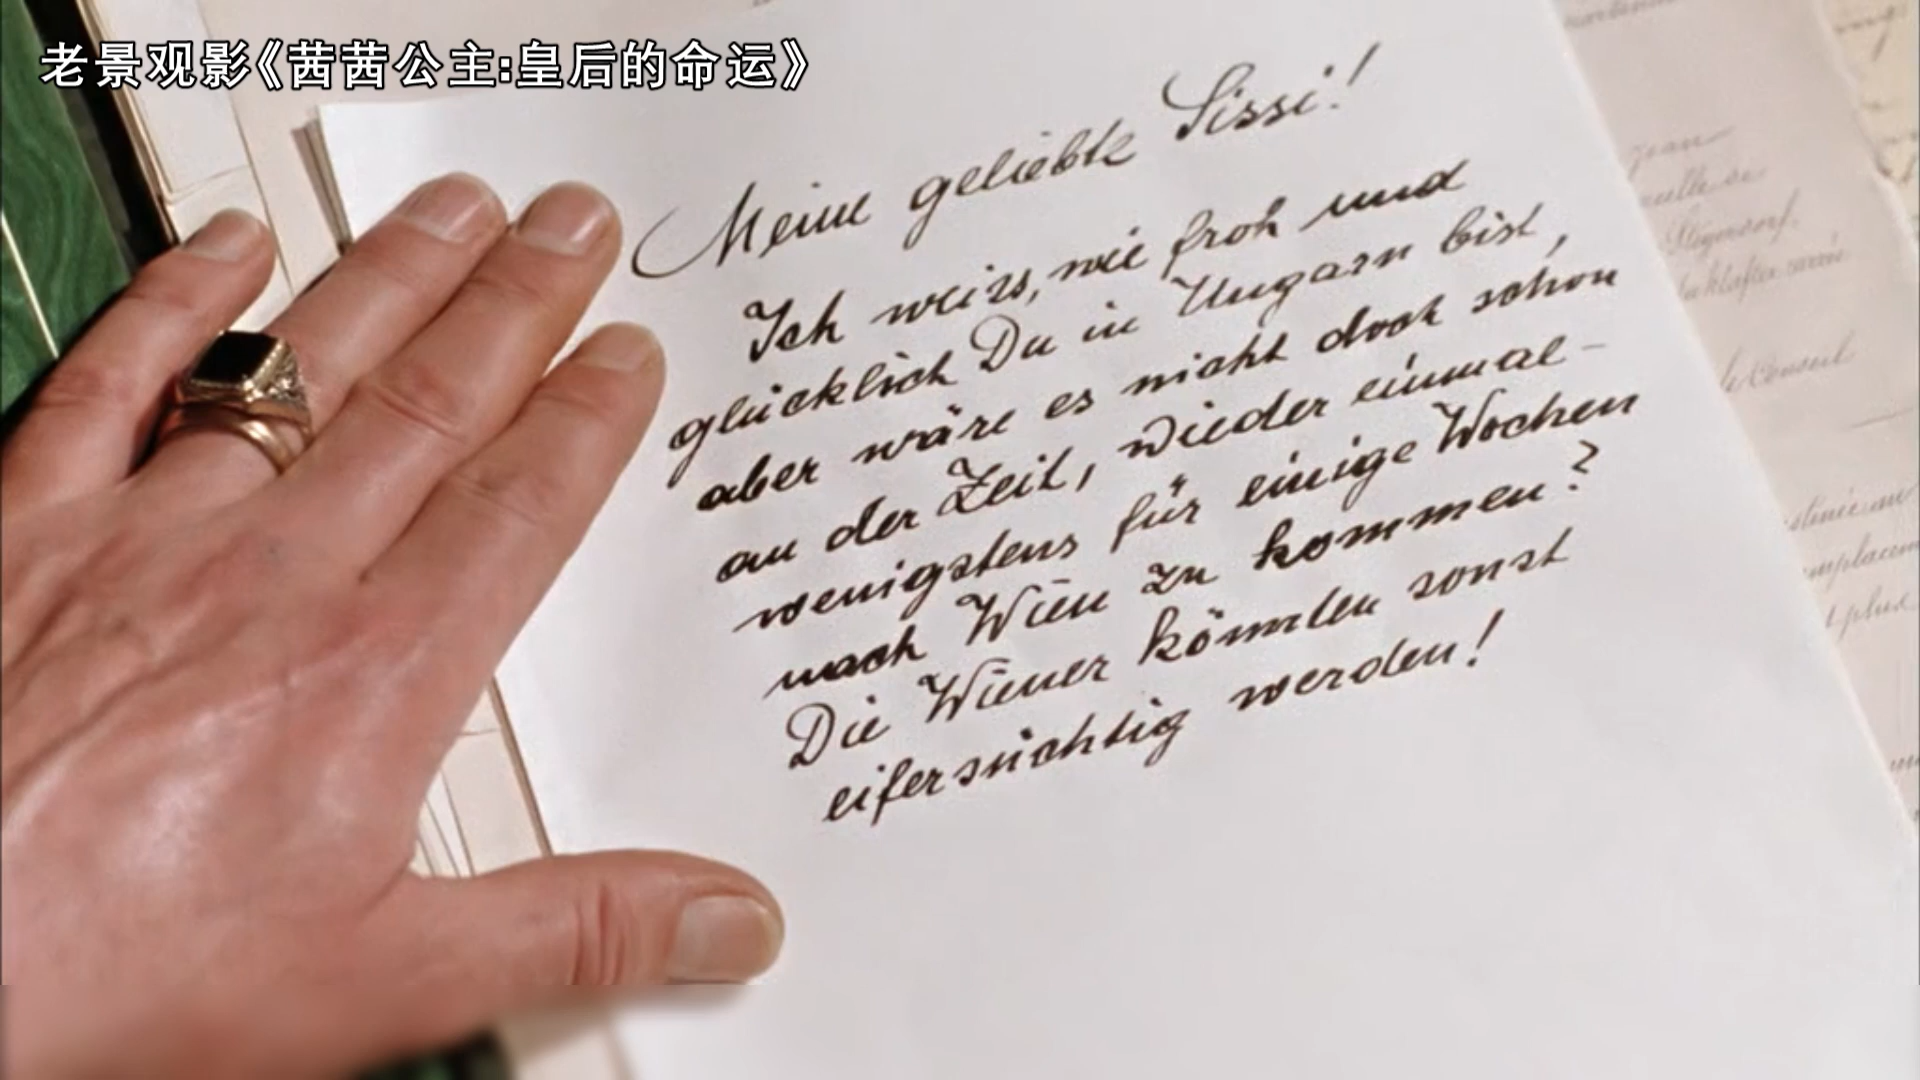 老景观影《茜茜公主:皇后的命运》
Meine geliebte Sissi!
Ich weiss, wie froh und
glücklich Du in Ungarn bist,
aber wäre es nicht doch schon
an der Zeit, wieder einmal –
wenigstens für einige Wochen
nach Wien zu kommen?
Die Wiener könnten sonst
eifersüchtig werden!
le Conseil